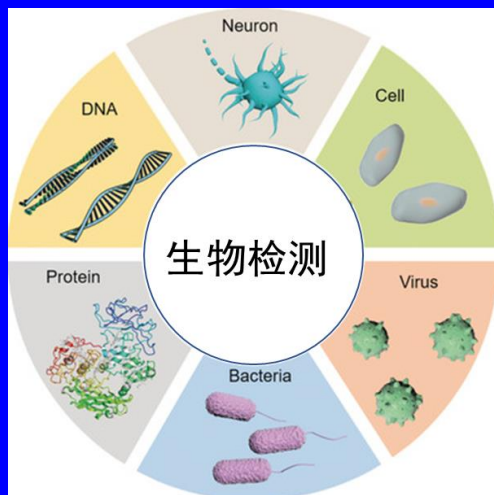 Neuron
DNA
Cell
生物检测
Protein
Virus
Bacteria